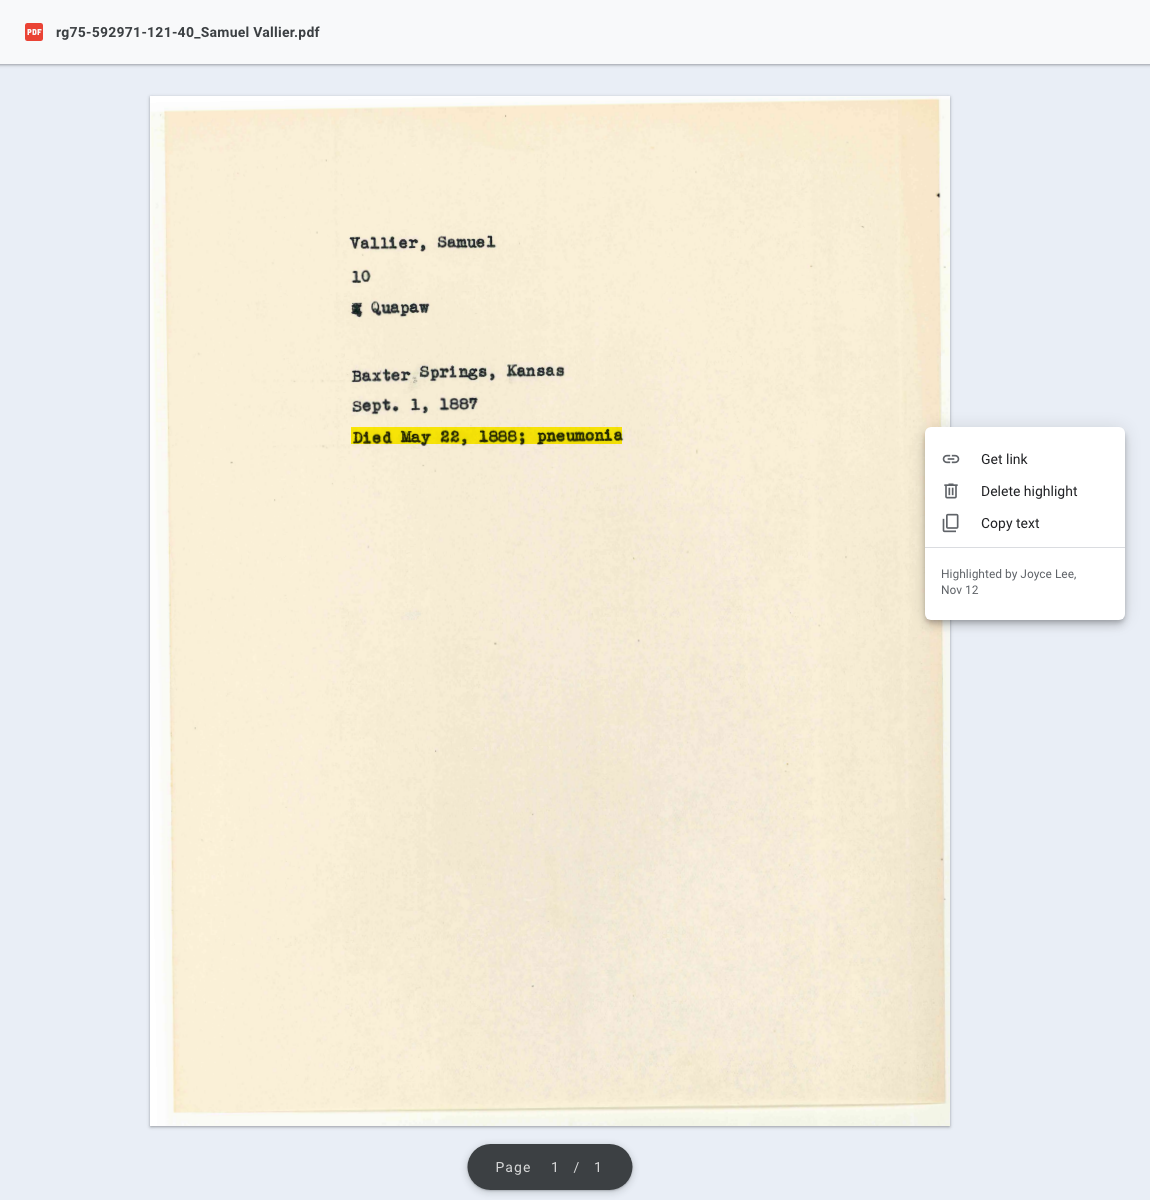 PDF rg75-592971-121-40_Samuel Vallier.pdf
Vallier, Samuel
10
Quapaw
Baxter Springs, Kansas
Sept. 1, 1887
Died May 22, 1888; pneumonia
Get link
Delete highlight
Copy text
Highlighted by Joyce Lee,
Nov 12
Page 1 / 1